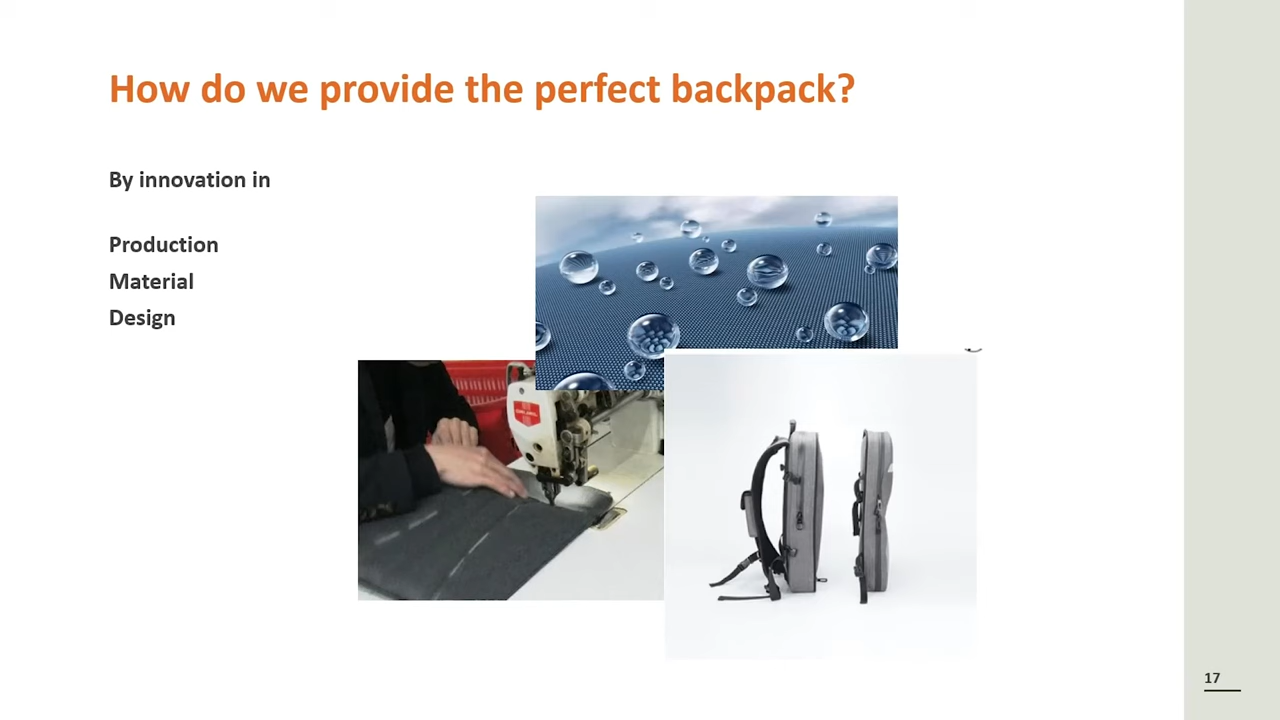 How do we provide the perfect backpack?
By innovation in
Production
Material
Design
17